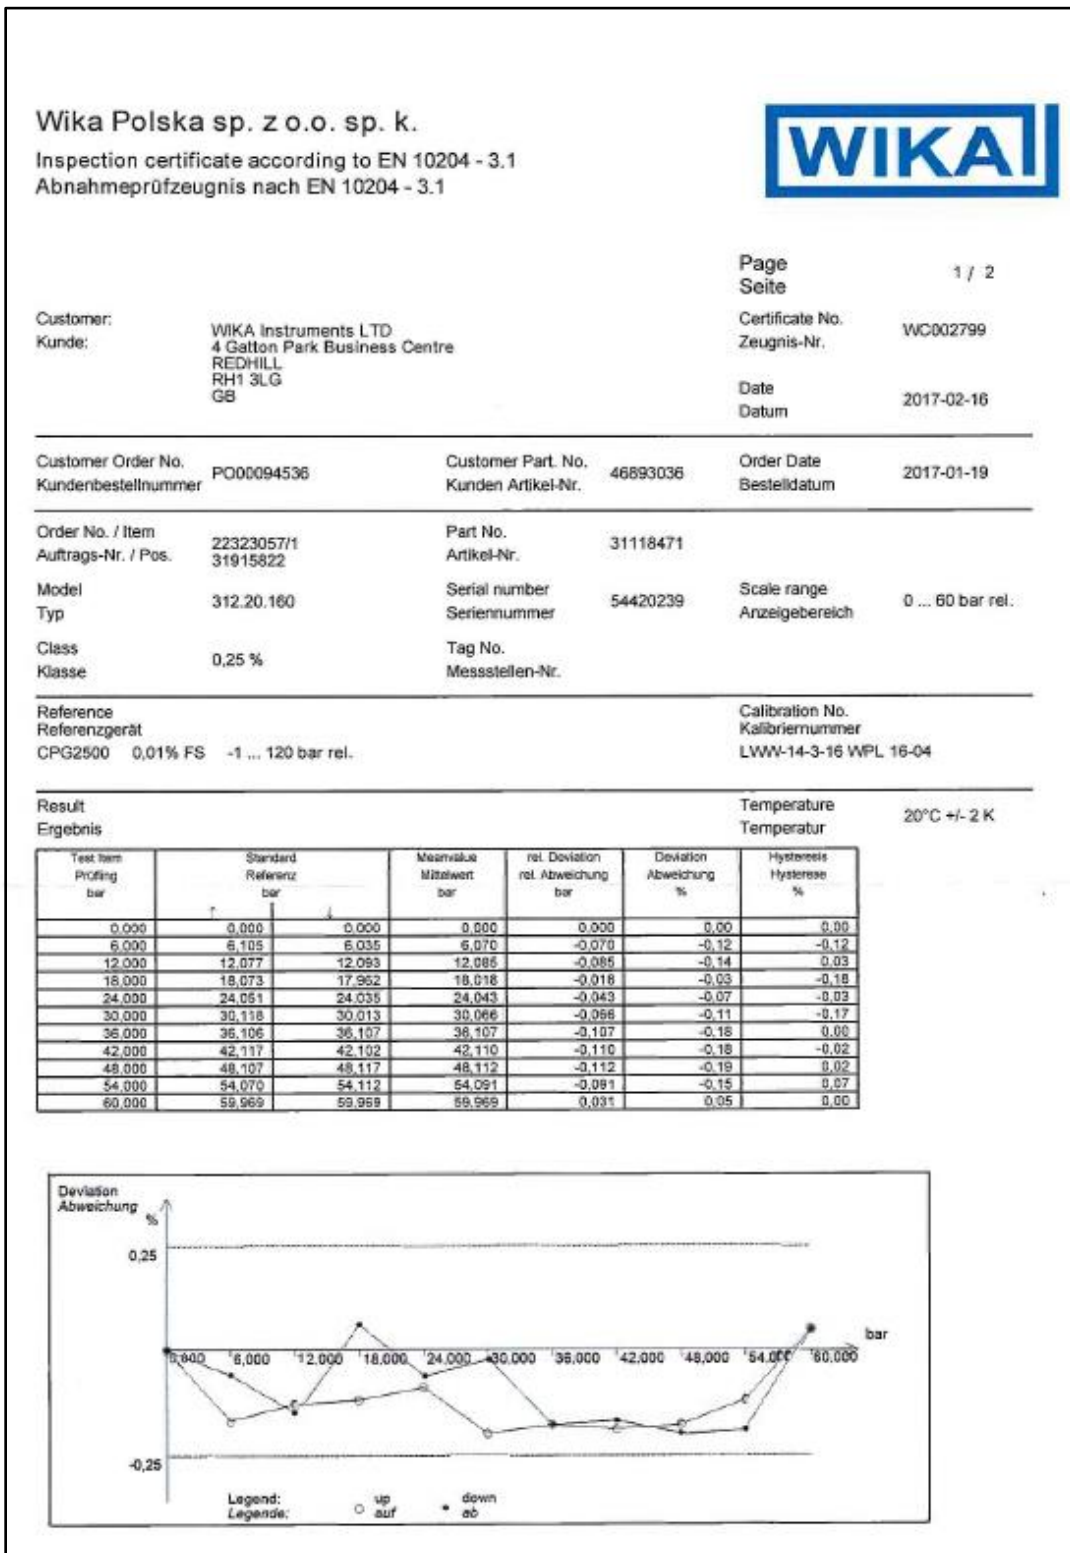 Wika Polska sp. z o.o. sp. k.
WIKAI
Inspection certificate according to EN 10204 - 3.1
Abnahmeprüfzeugnis nach EN 10204 - 3.1
Page 1 / 2
Seite
Customer:
Kunde:
WIKA Instruments LTD
4 Gatton Park Business Centre
REDHILL
RH1 3LG
GB
Certificate No. WC002799
Zeugnis-Nr.
Date 2017-02-16
Datum
Customer Order No. PO00094536 Customer Part. No. 46893036 Order Date 2017-01-19
Kundenbestellnummer Kunden Artikel-Nr. Bestelldatum
Order No. / Item 22323057/1 Part No. 31118471
Auftrags-Nr. / Pos. 31915822 Artikel-Nr.
Model 312.20.160 Serial number 54420239 Scale range 0 ... 60 bar rel.
Typ Seriennummer Anzeigebereich
Class 0,25 % Tag No.
Klasse Messstellen-Nr.
Reference Calibration No.
Referenzgerät Kalibriernummer
CPG2500 0,01% FS -1 ... 120 bar rel. LWW-14-3-16 WPL 16-04
Result Temperature 20°C +/- 2 K
Ergebnis Temperatur
Test Item Standard Meanvalue rel. Deviation Deviation Hysteresis
Prüfling Referenz Mittelwert rel. Abweichung Abweichung Hysterese
bar bar bar bar % %
↑ ↓
0,000 0,000 0,000 0,000 0,000 0,00 0,00
6,000 6,105 6,035 6,070 -0,070 -0,12 -0,12
12,000 12,077 12,093 12,085 -0,085 -0,14 0,03
18,000 18,073 17,962 18,018 -0,018 -0,03 -0,18
24,000 24,051 24,035 24,043 -0,043 -0,07 -0,03
30,000 30,118 30,013 30,066 -0,066 -0,11 -0,17
36,000 36,106 36,107 36,107 -0,107 -0,18 0,00
42,000 42,117 42,102 42,110 -0,110 -0,18 -0,02
48,000 48,107 48,117 48,112 -0,112 -0,19 0,02
54,000 54,070 54,112 54,091 -0,091 -0,15 0,07
60,000 59,969 59,969 59,969 0,031 0,05 0,00
Deviation
Abweichung
%
0,25
bar
0,000 6,000 12,000 18,000 24,000 30,000 36,000 42,000 48,000 54,000 60,000
-0,25
Legend: up down
Legende: auf ab